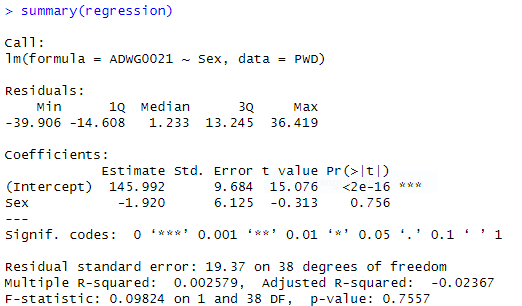 > summary(regression)
Call:
lm(formula = ADWG0021 ~ Sex, data = PWD)
Residuals:
Min 1Q Median 3Q Max
-39.906 -14.608 1.233 13.245 36.419
Coefficients:
Estimate Std. Error t value Pr(>|t|)
(Intercept) 145.992 9.684 15.076 <2e-16 ***
Sex -1.920 6.125 -0.313 0.756
---
Signif. codes: 0 ‘***’ 0.001 ‘**’ 0.01 ‘*’ 0.05 ‘.’ 0.1 ‘ ’ 1
Residual standard error: 19.37 on 38 degrees of freedom
Multiple R-squared: 0.002579, Adjusted R-squared: -0.02367
F-statistic: 0.09824 on 1 and 38 DF, p-value: 0.7557